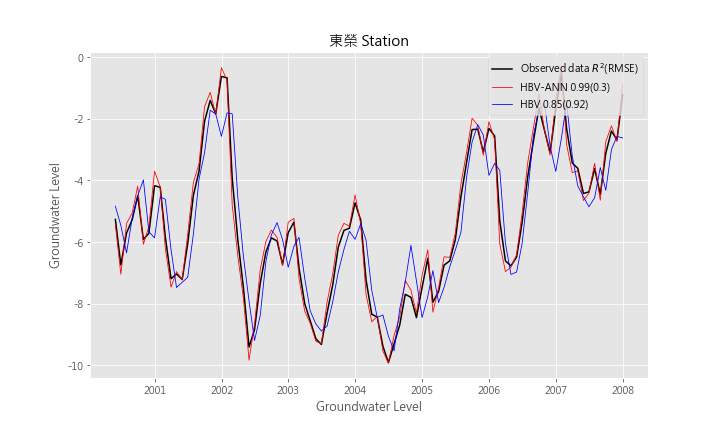 東榮 Station
Observed data R²(RMSE)
HBV-ANN 0.99(0.3)
HBV 0.85(0.92)
Groundwater Level
0
-2
-4
-6
-8
-10
2001 2002 2003 2004 2005 2006 2007 2008
Groundwater Level